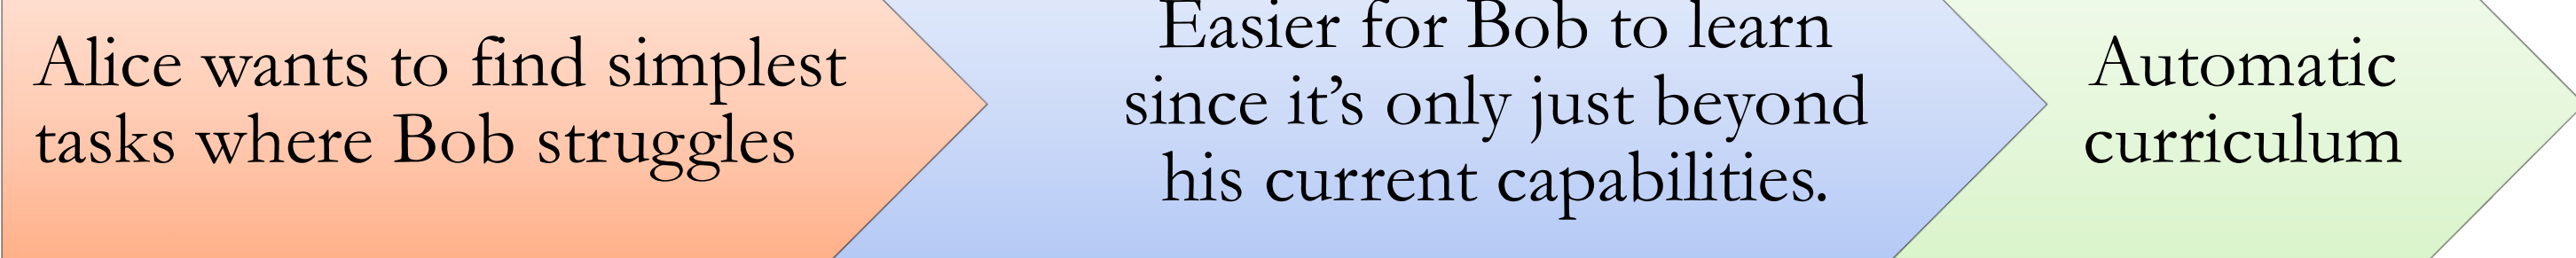 Alice wants to find simplest
tasks where Bob struggles
Easier for Bob to learn
since it’s only just beyond
his current capabilities.
Automatic
curriculum